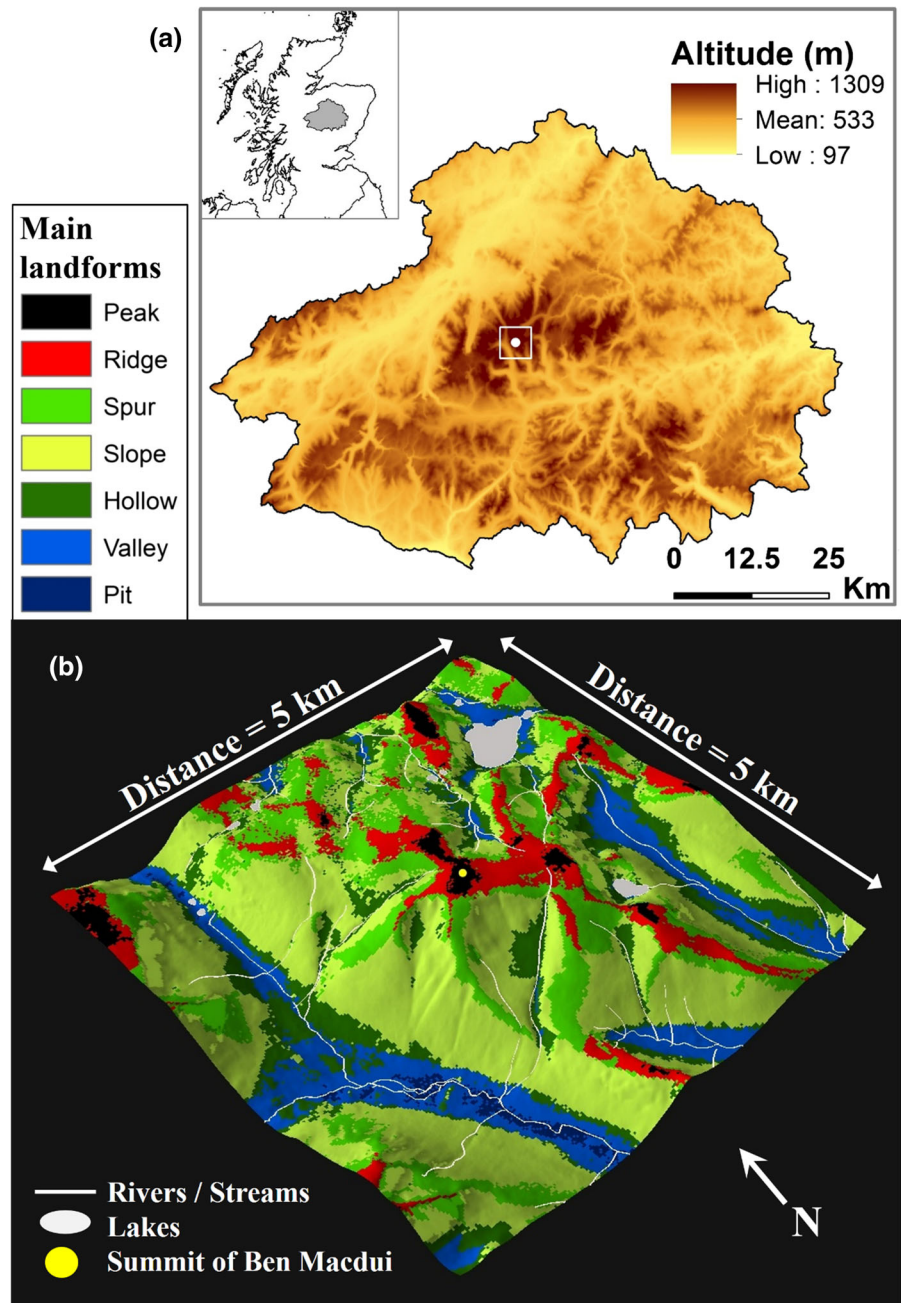 (a)
Altitude (m)
High : 1309
Mean: 533
Low : 97
Main
landforms
Peak
Ridge
Spur
Slope
Hollow
Valley
Pit
0 12.5 25
Km
(b)
Distance = 5 km
Distance = 5 km
Rivers / Streams
Lakes
Summit of Ben Macdui
N